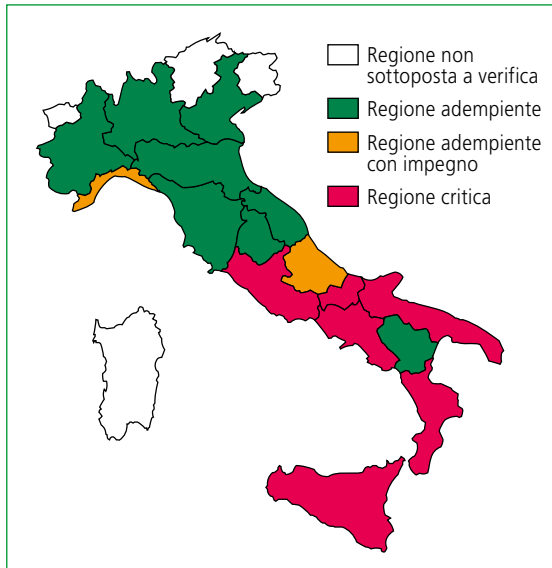 Regione non
sottoposta a verifica
Regione adempiente
Regione adempiente
con impegno
Regione critica